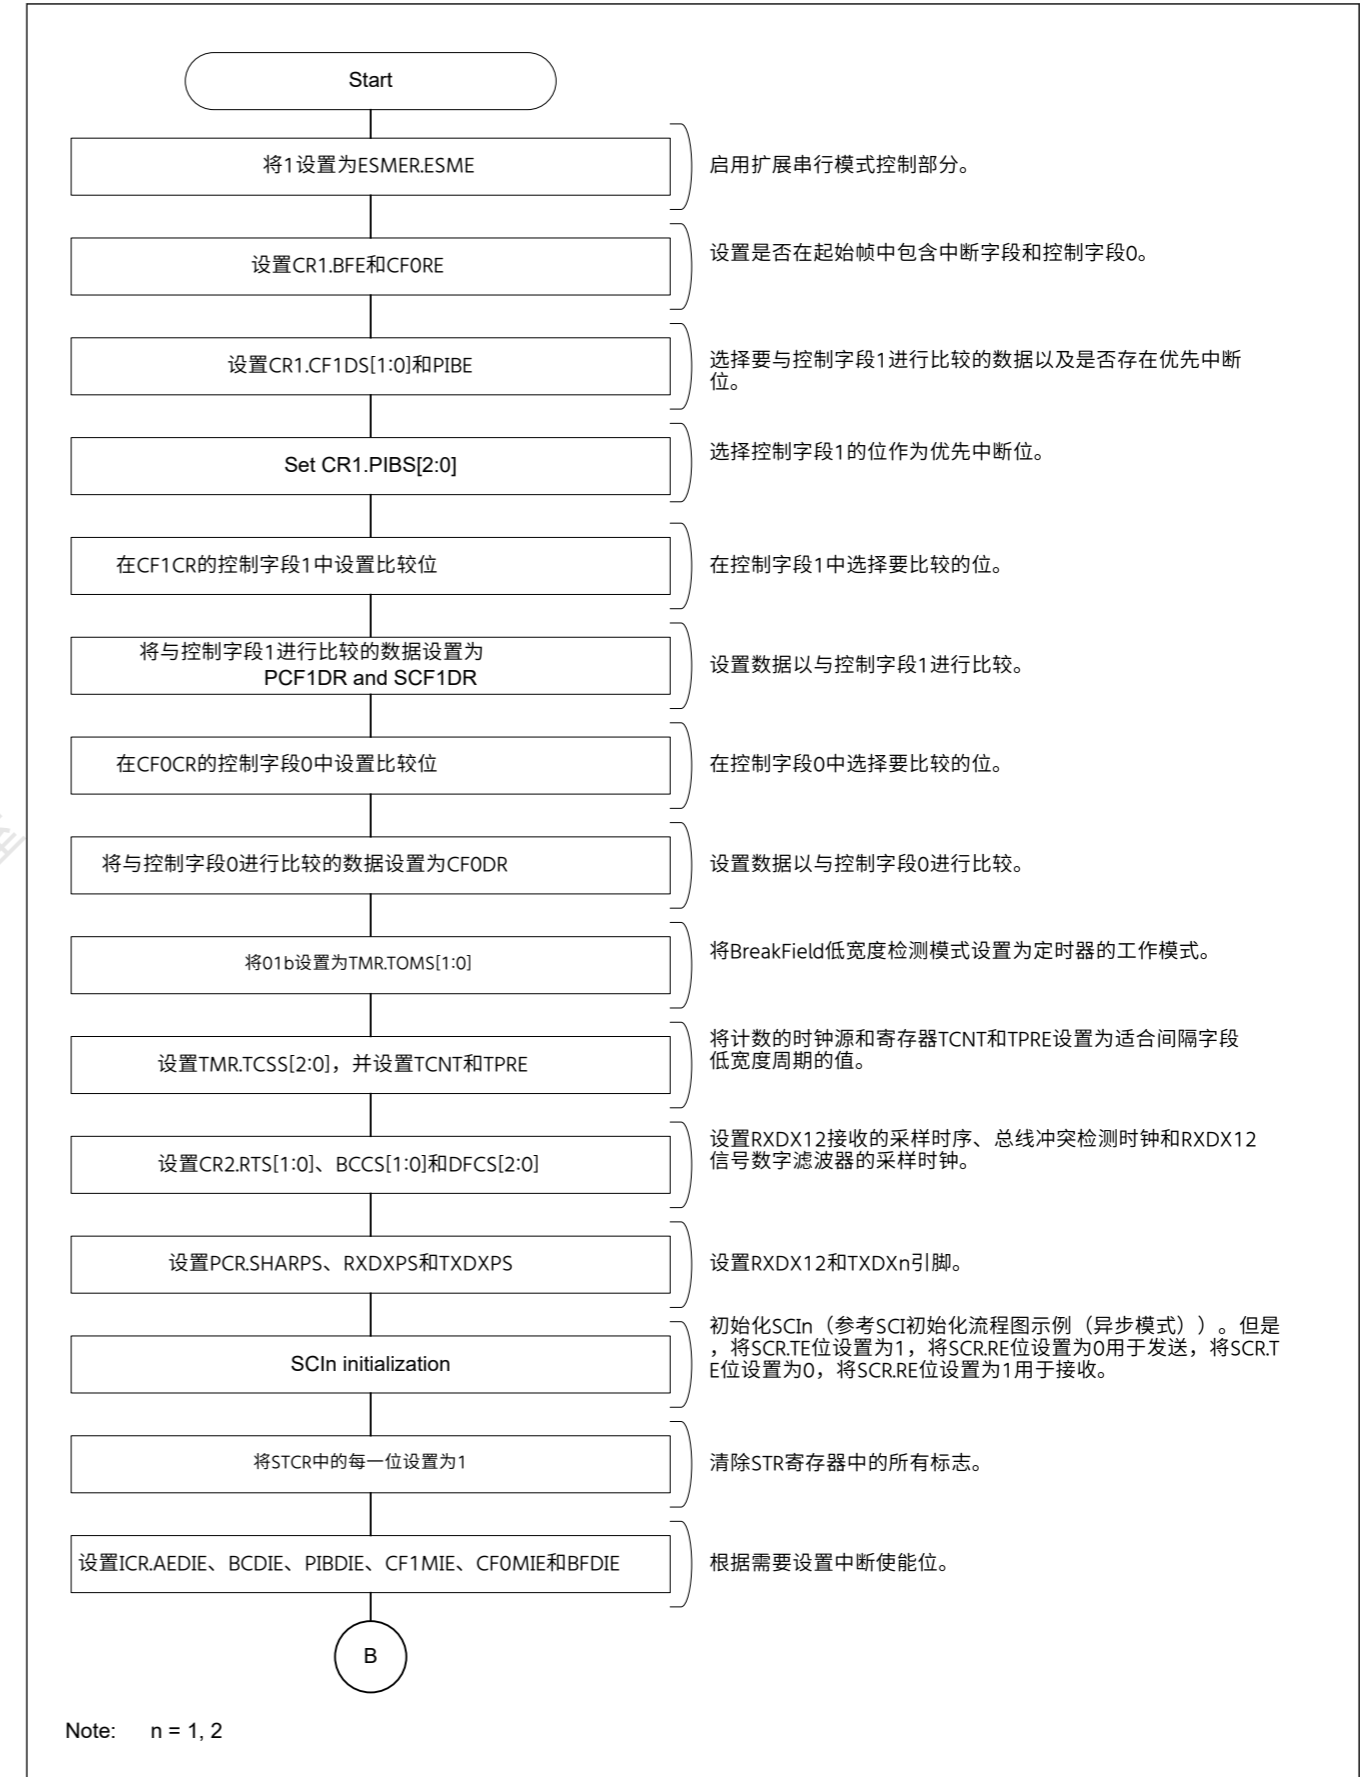 Start
将1设置为ESMER.ESME
启用扩展串行模式控制部分。
设置CR1.BFE和CF0RE
设置是否在起始帧中包含中断字段和控制字段0。
设置CR1.CF1DS[1:0]和PIBE
选择要与控制字段1进行比较的数据以及是否存在优先中断
位。
Set CR1.PIBS[2:0]
选择控制字段1的位作为优先中断位。
在CF1CR的控制字段1中设置比较位
在控制字段1中选择要比较的位。
将与控制字段1进行比较的数据设置为
PCF1DR and SCF1DR
设置数据以与控制字段1进行比较。
在CF0CR的控制字段0中设置比较位
在控制字段0中选择要比较的位。
将与控制字段0进行比较的数据设置为CF0DR
设置数据以与控制字段0进行比较。
将01b设置为TMR.TOMS[1:0]
将BreakField低宽度检测模式设置为定时器的工作模式。
设置TMR.TCSS[2:0]，并设置TCNT和TPRE
将计数的时钟源和寄存器TCNT和TPRE设置为适合间隔字段
低宽度周期的值。
设置CR2.RTS[1:0]、BCCS[1:0]和DFCS[2:0]
设置RXDX12接收的采样时序、总线冲突检测时钟和RXDX12
信号数字滤波器的采样时钟。
设置PCR.SHARPS、RXDXPS和TXDXPS
设置RXDX12和TXDXn引脚。
SCIn initialization
初始化SCIn（参考SCI初始化流程图示例（异步模式））。但是
，将SCR.TE位设置为1，将SCR.RE位设置为0用于发送，将SCR.T
E位设置为0，将SCR.RE位设置为1用于接收。
将STCR中的每一位设置为1
清除STR寄存器中的所有标志。
设置ICR.AEDIE、BCDIE、PIBDIE、CF1MIE、CF0MIE和BFDIE
根据需要设置中断使能位。
B
Note: n = 1, 2